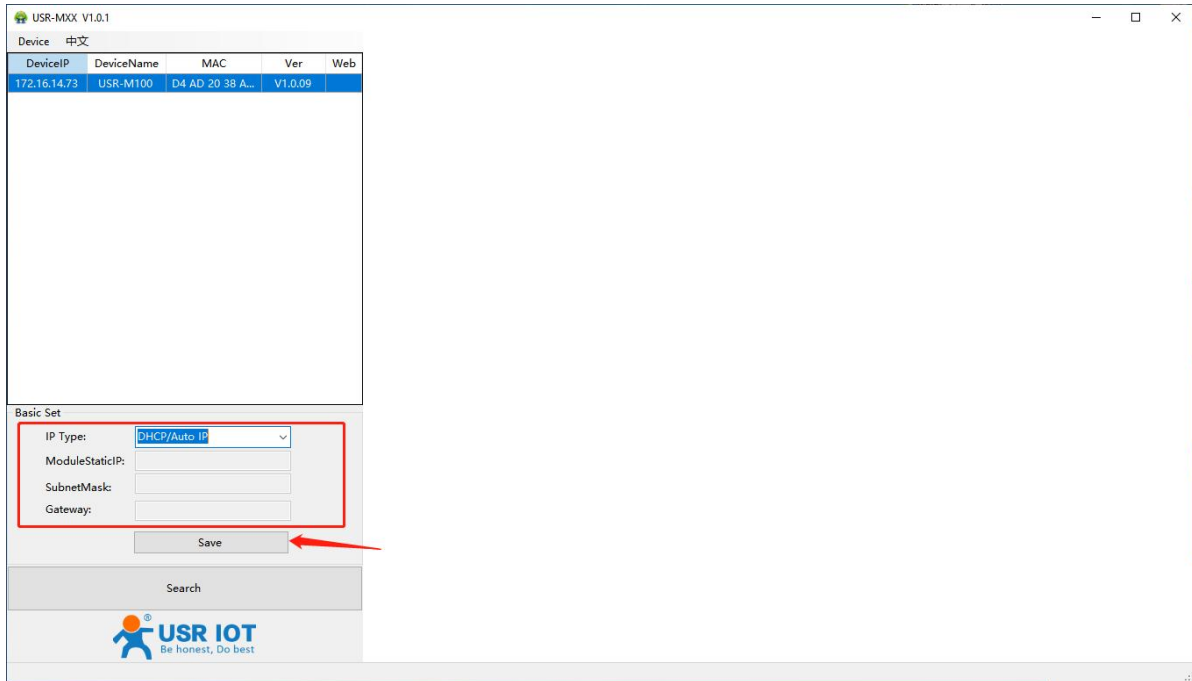 USR-MXX V1.0.1
Device 中文
DeviceIP DeviceName MAC Ver Web
172.16.14.73 USR-M100 D4 AD 20 38 A... V1.0.09
Basic Set
IP Type: DHCP/Auto IP
ModuleStaticIP:
SubnetMask:
Gateway:
Save
Search
®
USR IOT
Be honest, Do best